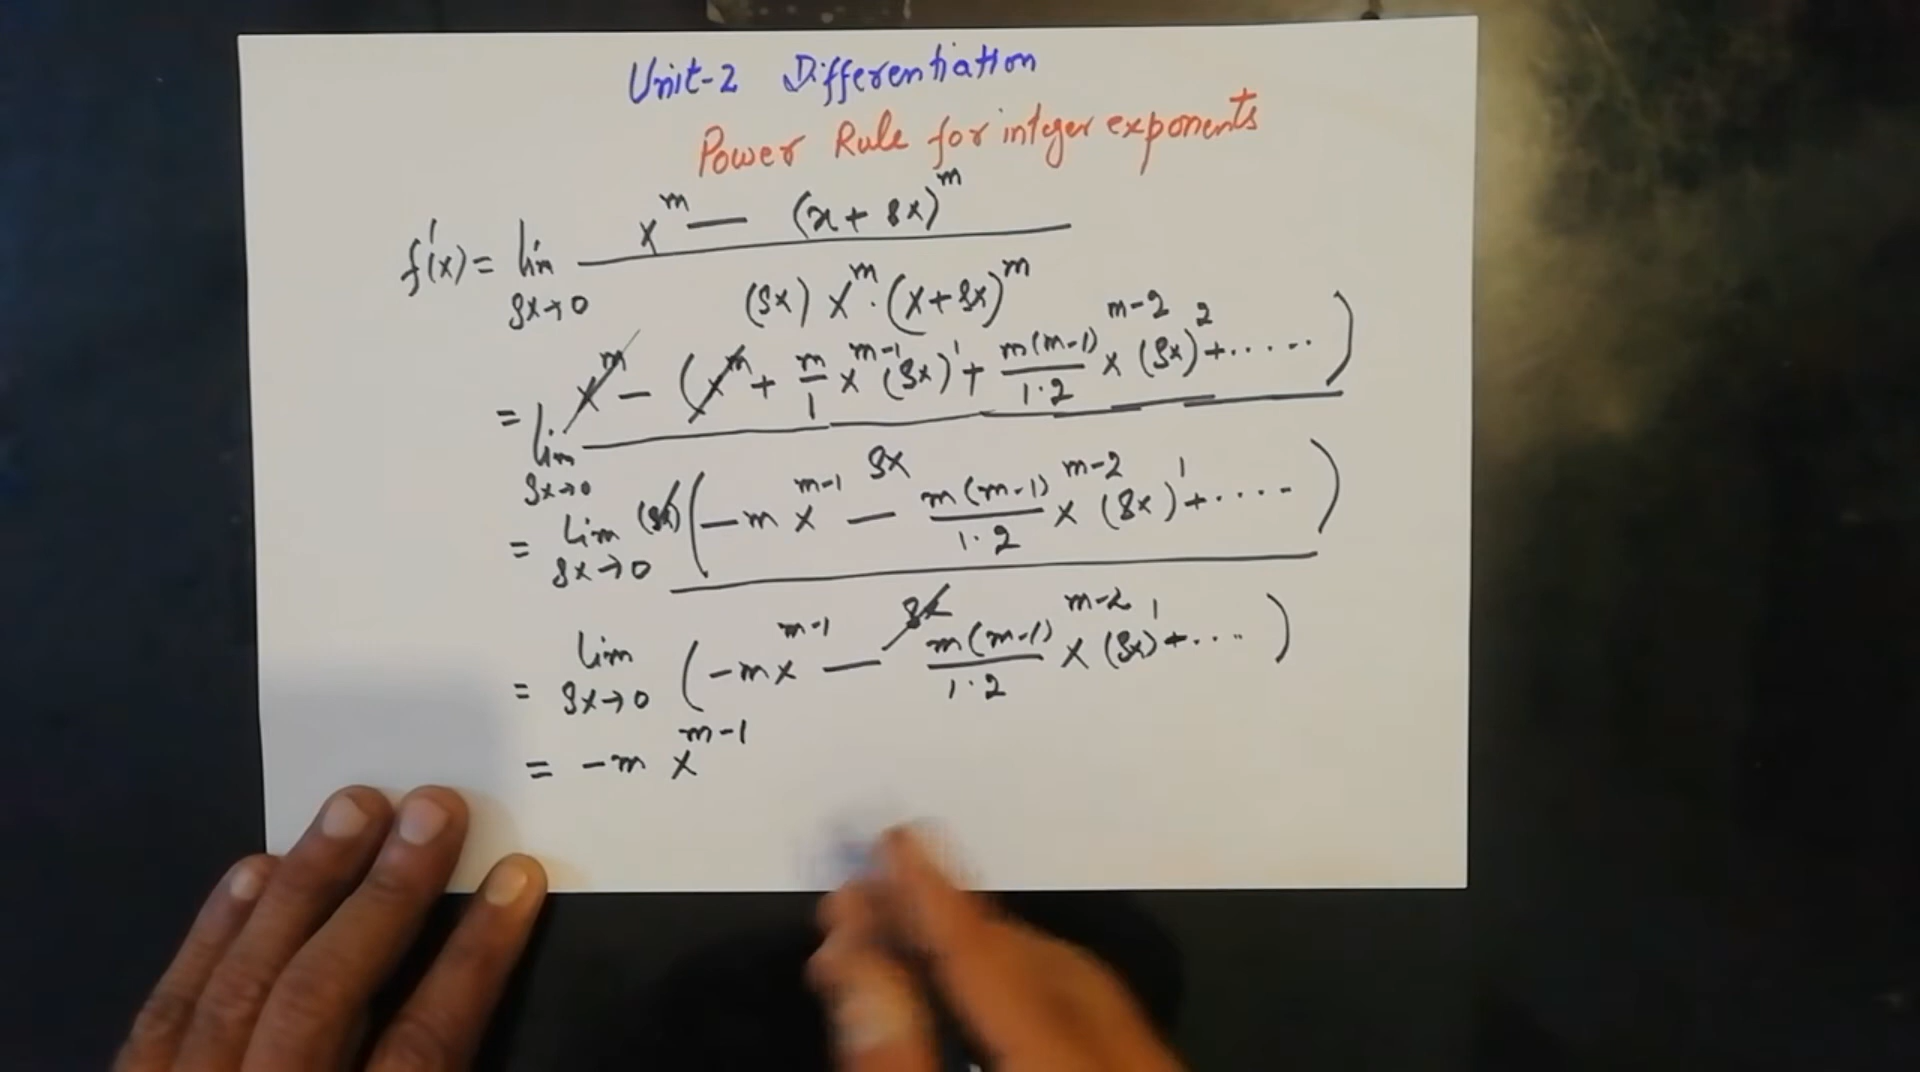 Unit-2 Differentiation
Power Rule for integer exponents
f'(x) = lim δx→0 (x^m − (x + δx)^m) / ((δx) x^m · (x + δx)^m)
= lim δx→0 (x^m − (x^m + m/1 x^(m-1) (δx)^1 + m(m-1)/1·2 x^(m-2) (δx)^2 + .....)) / δx
= lim δx→0 (δx) (−m x^(m-1) − m(m-1)/1·2 x^(m-2) (δx)^1 + ....) / δx
= lim δx→0 (−m x^(m-1) − m(m-1)/1·2 x^(m-2) (δx)^1 + ....)
= −m x^(m-1)